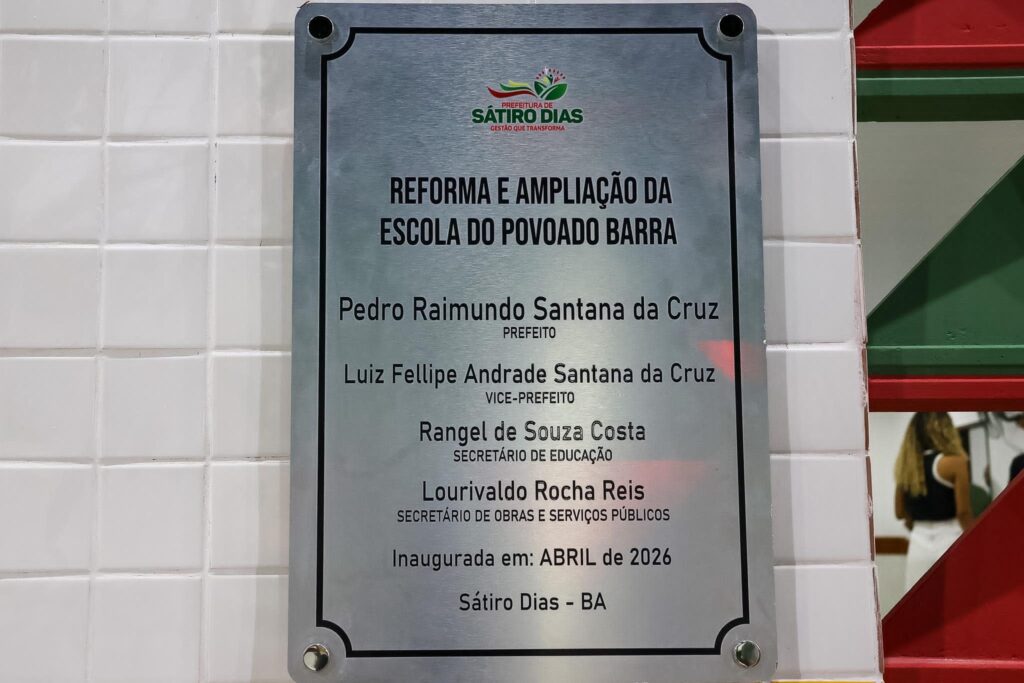 PREFEITURA DE
SÁTIRO DIAS
GESTÃO QUE TRANSFORMA
REFORMA E AMPLIAÇÃO DA
ESCOLA DO POVOADO BARRA
Pedro Raimundo Santana da Cruz
PREFEITO
Luiz Fellipe Andrade Santana da Cruz
VICE-PREFEITO
Rangel de Souza Costa
SECRETÁRIO DE EDUCAÇÃO
Lourivaldo Rocha Reis
SECRETÁRIO DE OBRAS E SERVIÇOS PÚBLICOS
Inaugurada em: ABRIL de 2026
Sátiro Dias - BA